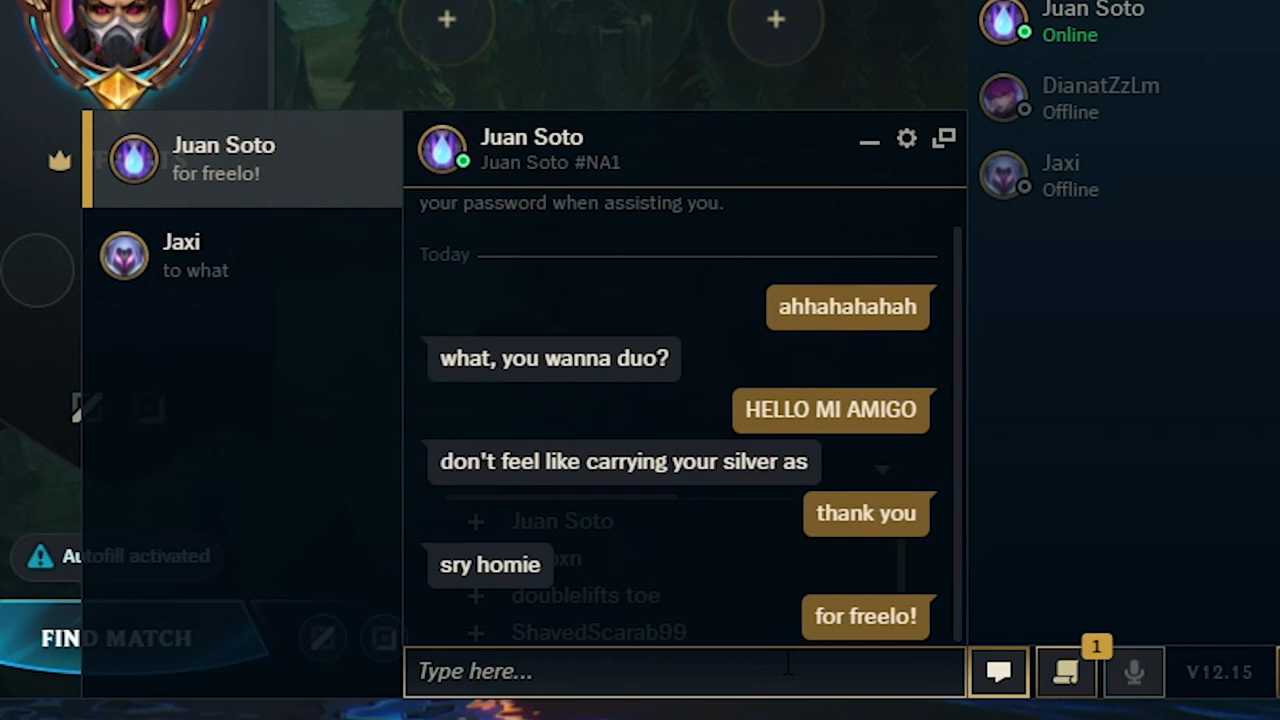 Juan Soto
Online
DianatZzLm
Offline
Jaxi
Offline
Juan Soto
for freelo!
Jaxi
to what
Juan Soto
Juan Soto #NA1
your password when assisting you.
Today
ahhahahahah
what, you wanna duo?
HELLO MI AMIGO
don't feel like carrying your silver as
thank you
sry homie
for freelo!
Juan Soto
doublelifts toe
ShavedScarab99
Autofill activated
FIND MATCH
Type here...
1
V12.15